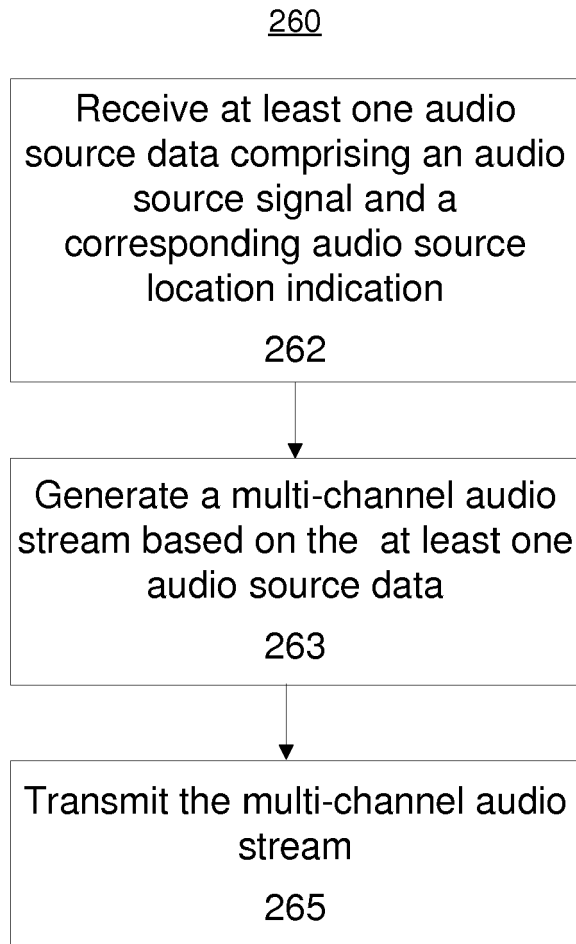 260
Receive at least one audio
source data comprising an audio
source signal and a
corresponding audio source
location indication
262
Generate a multi-channel audio
stream based on the at least one
audio source data
263
Transmit the multi-channel audio
stream
265